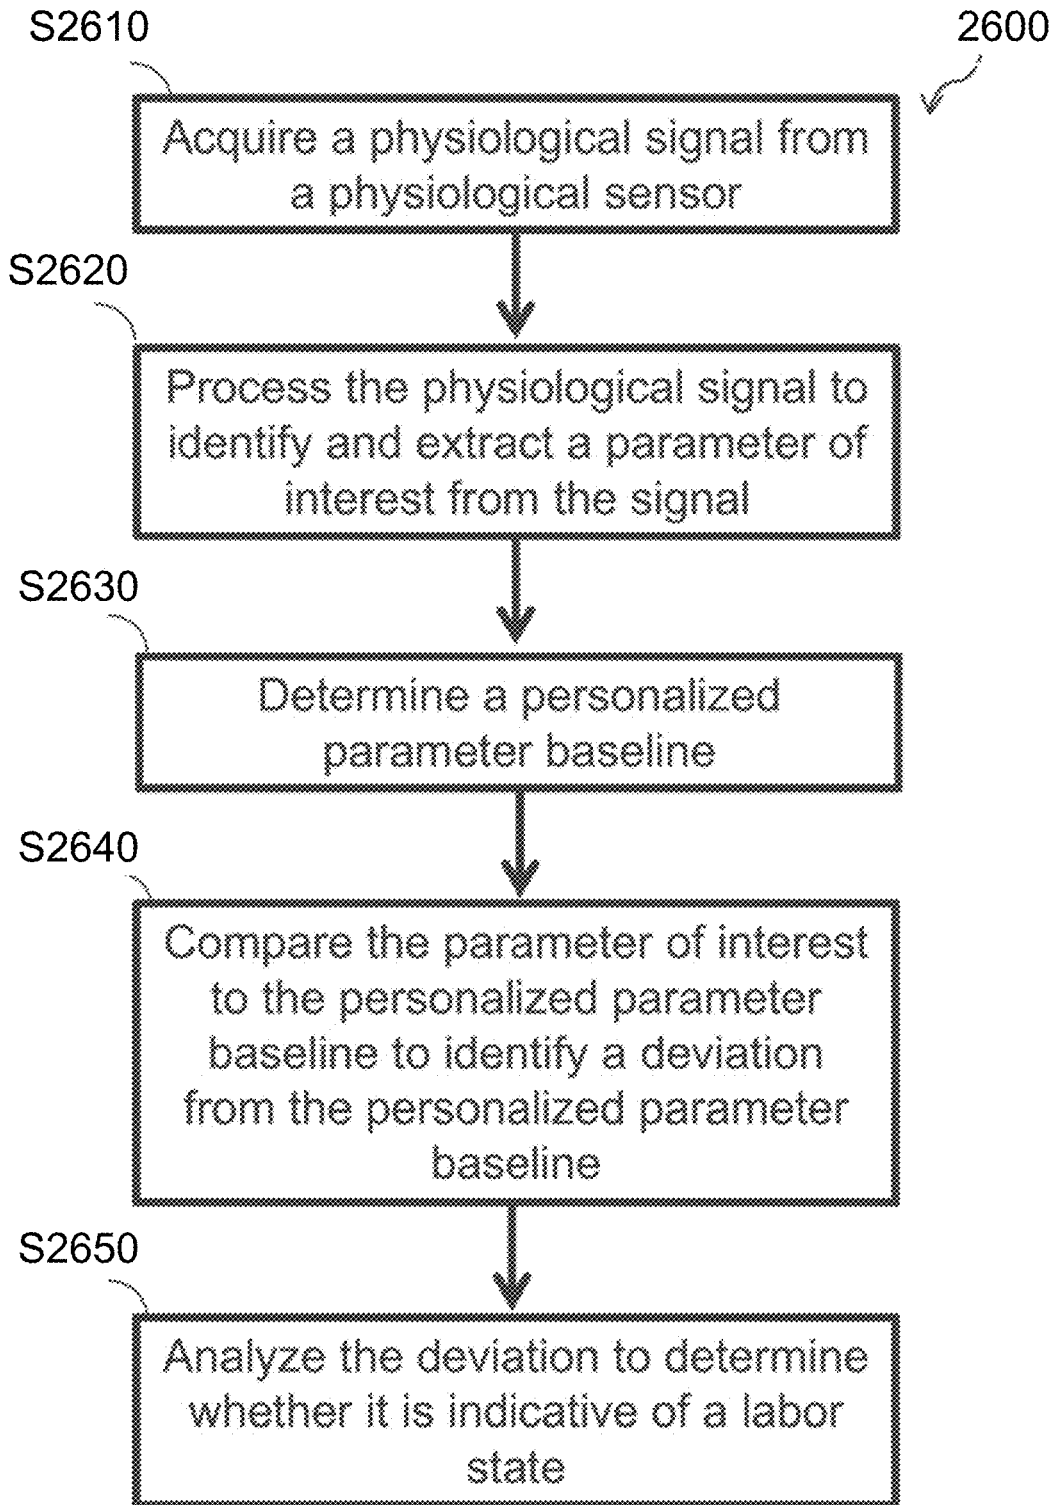 S2610
2600
Acquire a physiological signal from
a physiological sensor
S2620
Process the physiological signal to
identify and extract a parameter of
interest from the signal
S2630
Determine a personalized
parameter baseline
S2640
Compare the parameter of interest
to the personalized parameter
baseline to identify a deviation
from the personalized parameter
baseline
S2650
Analyze the deviation to determine
whether it is indicative of a labor
state